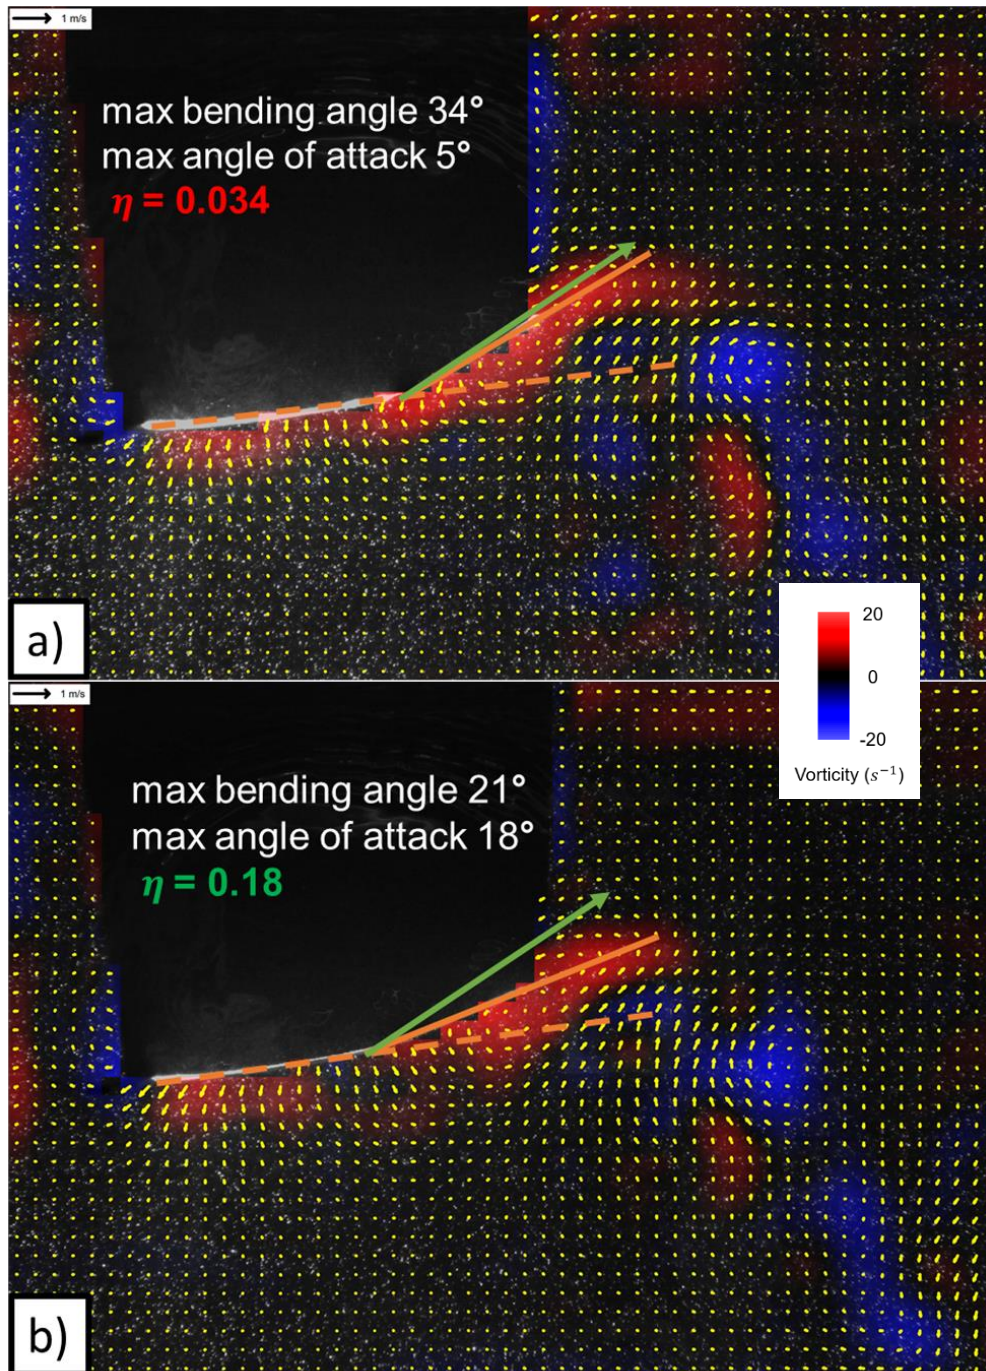 1 m/s
max bending angle 34°
max angle of attack 5°
η = 0.034
a)
20
0
-20
Vorticity (s⁻¹)
1 m/s
max bending angle 21°
max angle of attack 18°
η = 0.18
b)